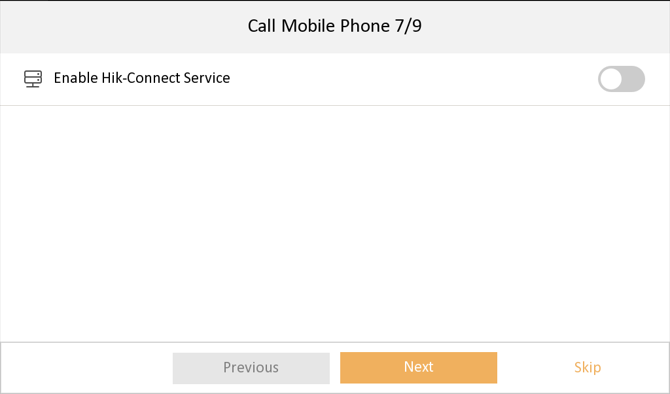 Call Mobile Phone 7/9
Enable Hik-Connect Service
Previous
Next
Skip